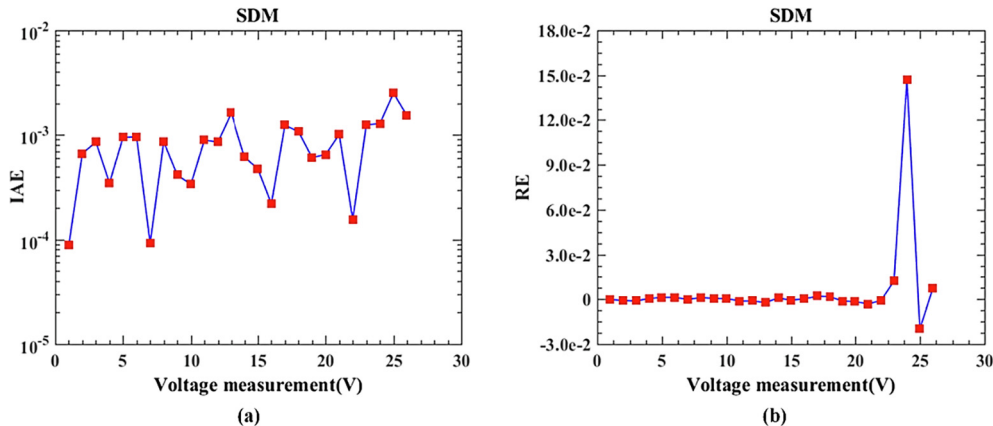 SDM
10^-2
10^-3
10^-4
10^-5
IAE
0 5 10 15 20 25 30
Voltage measurement(V)
(a)
SDM
18.0e-2
15.0e-2
12.0e-2
9.0e-2
6.0e-2
3.0e-2
0
-3.0e-2
RE
0 5 10 15 20 25 30
Voltage measurement(V)
(b)